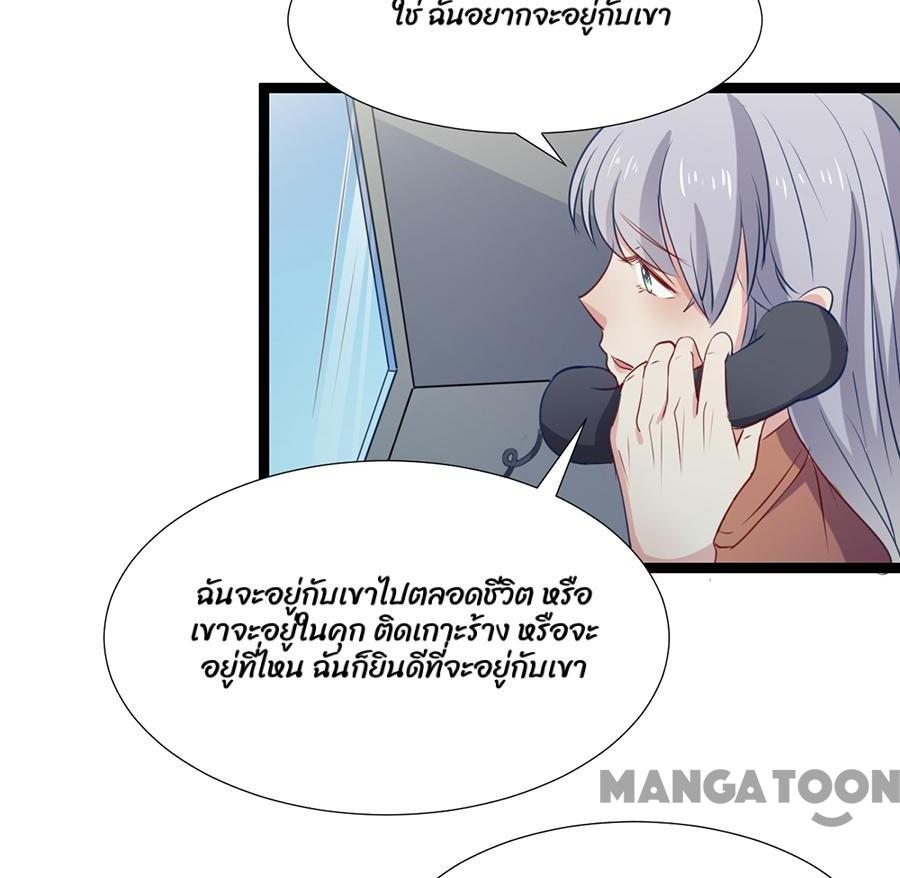 ใช่ ฉันอยากจะอยู่กับเขา
ฉันจะอยู่กับเขาไปตลอดชีวิต หรือ
เขาจะอยู่ในคุก ติดเกาะร้าง หรือจะ
อยู่ที่ไหน ฉันก็ยินดีที่จะอยู่กับเขา
MANGATOON